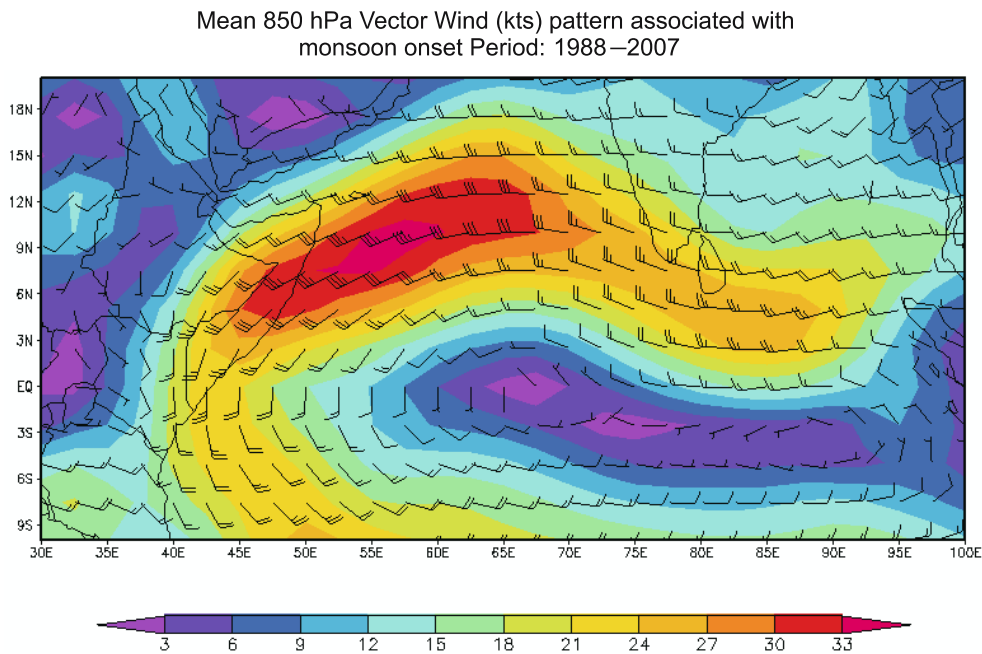 Mean 850 hPa Vector Wind (kts) pattern associated with
monsoon onset Period: 1988–2007
18N
15N
12N
9N
6N
3N
EQ
3S
6S
9S
30E 35E 40E 45E 50E 55E 60E 65E 70E 75E 80E 85E 90E 95E 100E
3 6 9 12 15 18 21 24 27 30 33